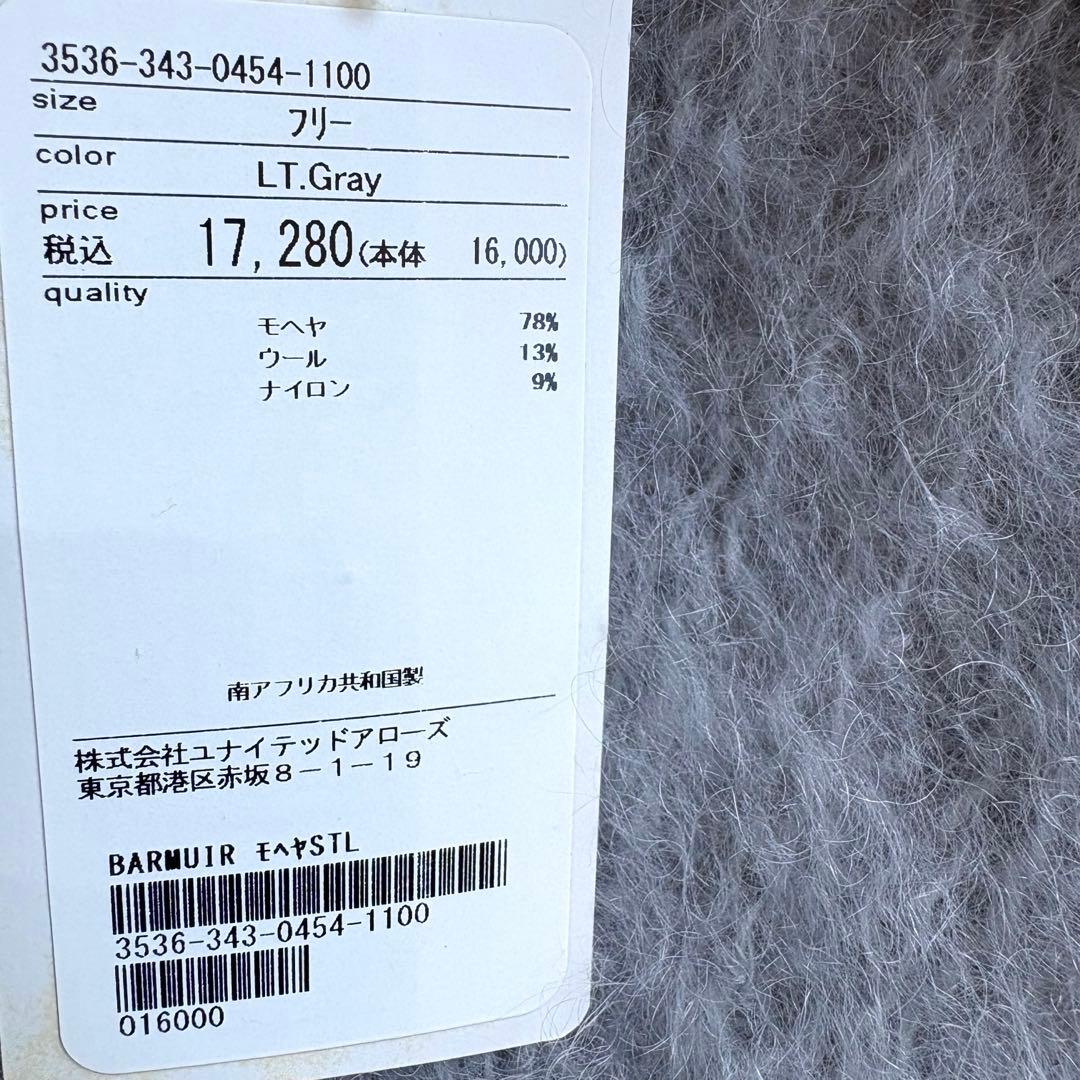 3536-343-0454-1100
size
フリー
color
LT.Gray
price
税込 17,280(本体 16,000)
quality
モヘヤ 78%
ウール 13%
ナイロン 9%
南アフリカ共和国製
株式会社ユナイテッドアローズ
東京都港区赤坂8-1-19
BARMUIR モヘヤSTL
3536-343-0454-1100
016000